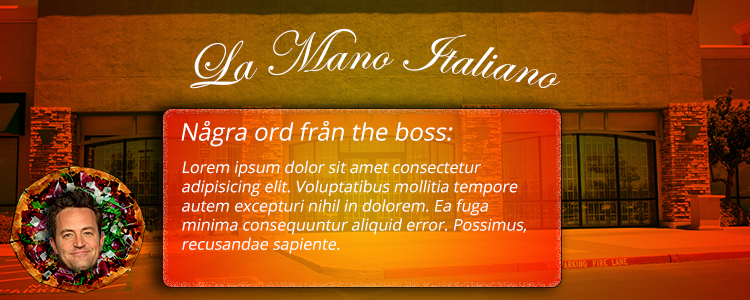 La Mano Italiano
Några ord från the boss:
Lorem ipsum dolor sit amet consectetur
adipisicing elit. Voluptatibus mollitia tempore
autem excepturi nihil in dolorem. Ea fuga
minima consequuntur aliquid error. Possimus,
recusandae sapiente.
PARKING FIRE LANE